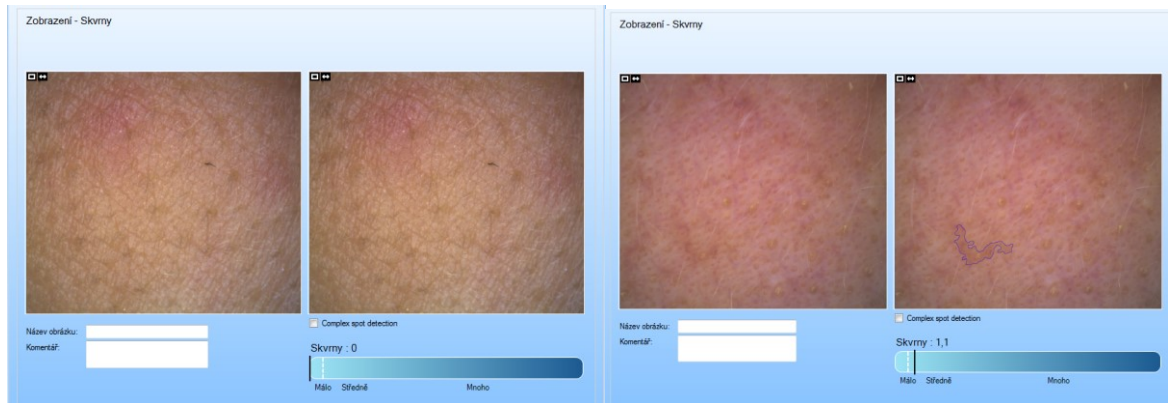 Zobrazení - Skvrny
Název obrázku:
Komentář:
Complex spot detection
Skvrny : 0
Málo Středně Mnoho
Zobrazení - Skvrny
Název obrázku:
Komentář:
Complex spot detection
Skvrny : 1,1
Málo Středně Mnoho